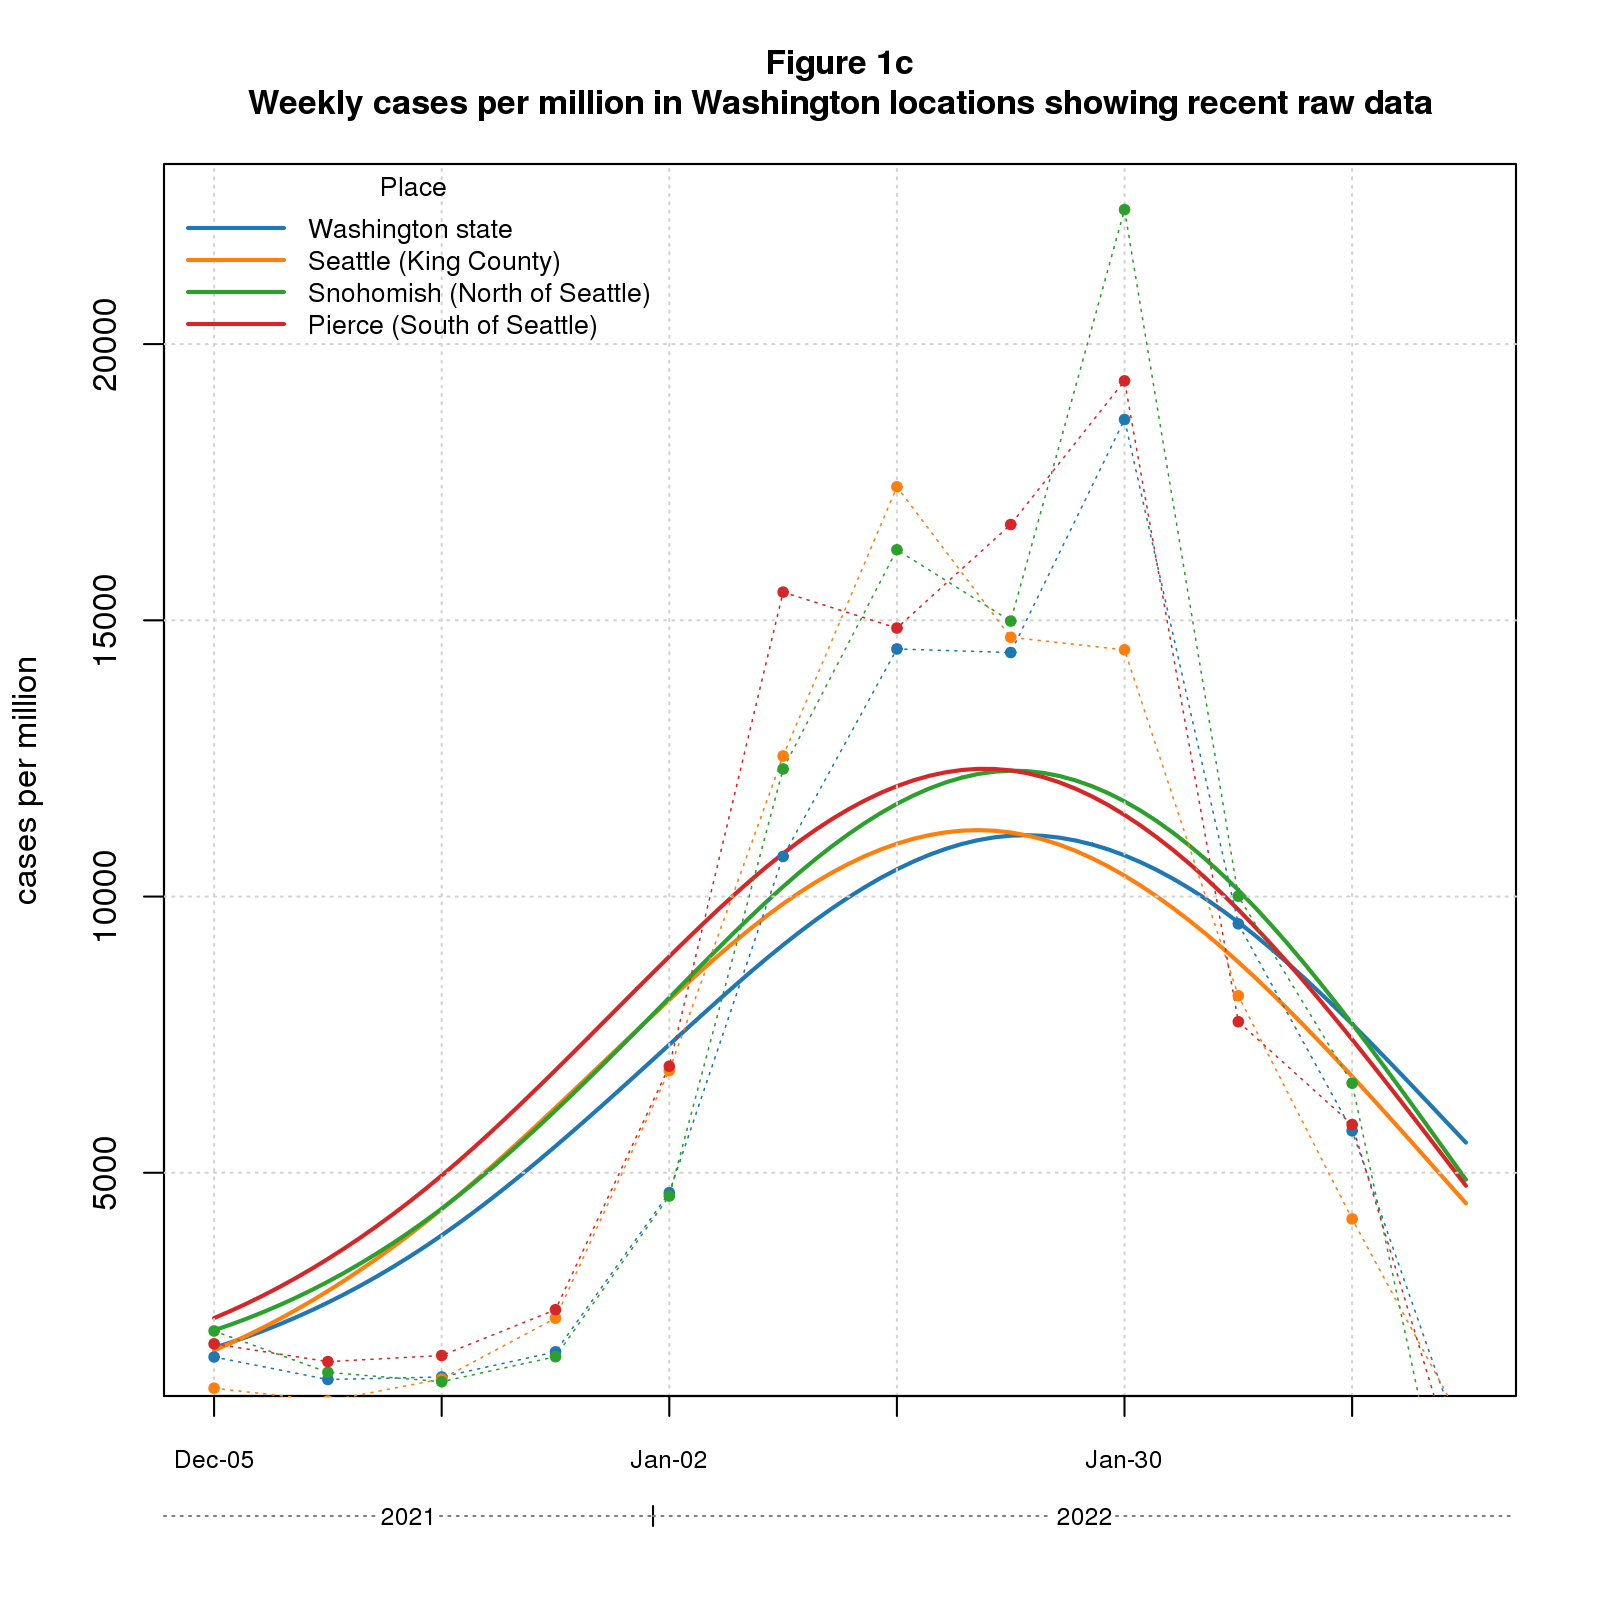 Figure 1c
Weekly cases per million in Washington locations showing recent raw data
Place
Washington state
Seattle (King County)
Snohomish (North of Seattle)
Pierce (South of Seattle)
cases per million
20000
15000
10000
5000
Dec-05 Jan-02 Jan-30
2021 2022